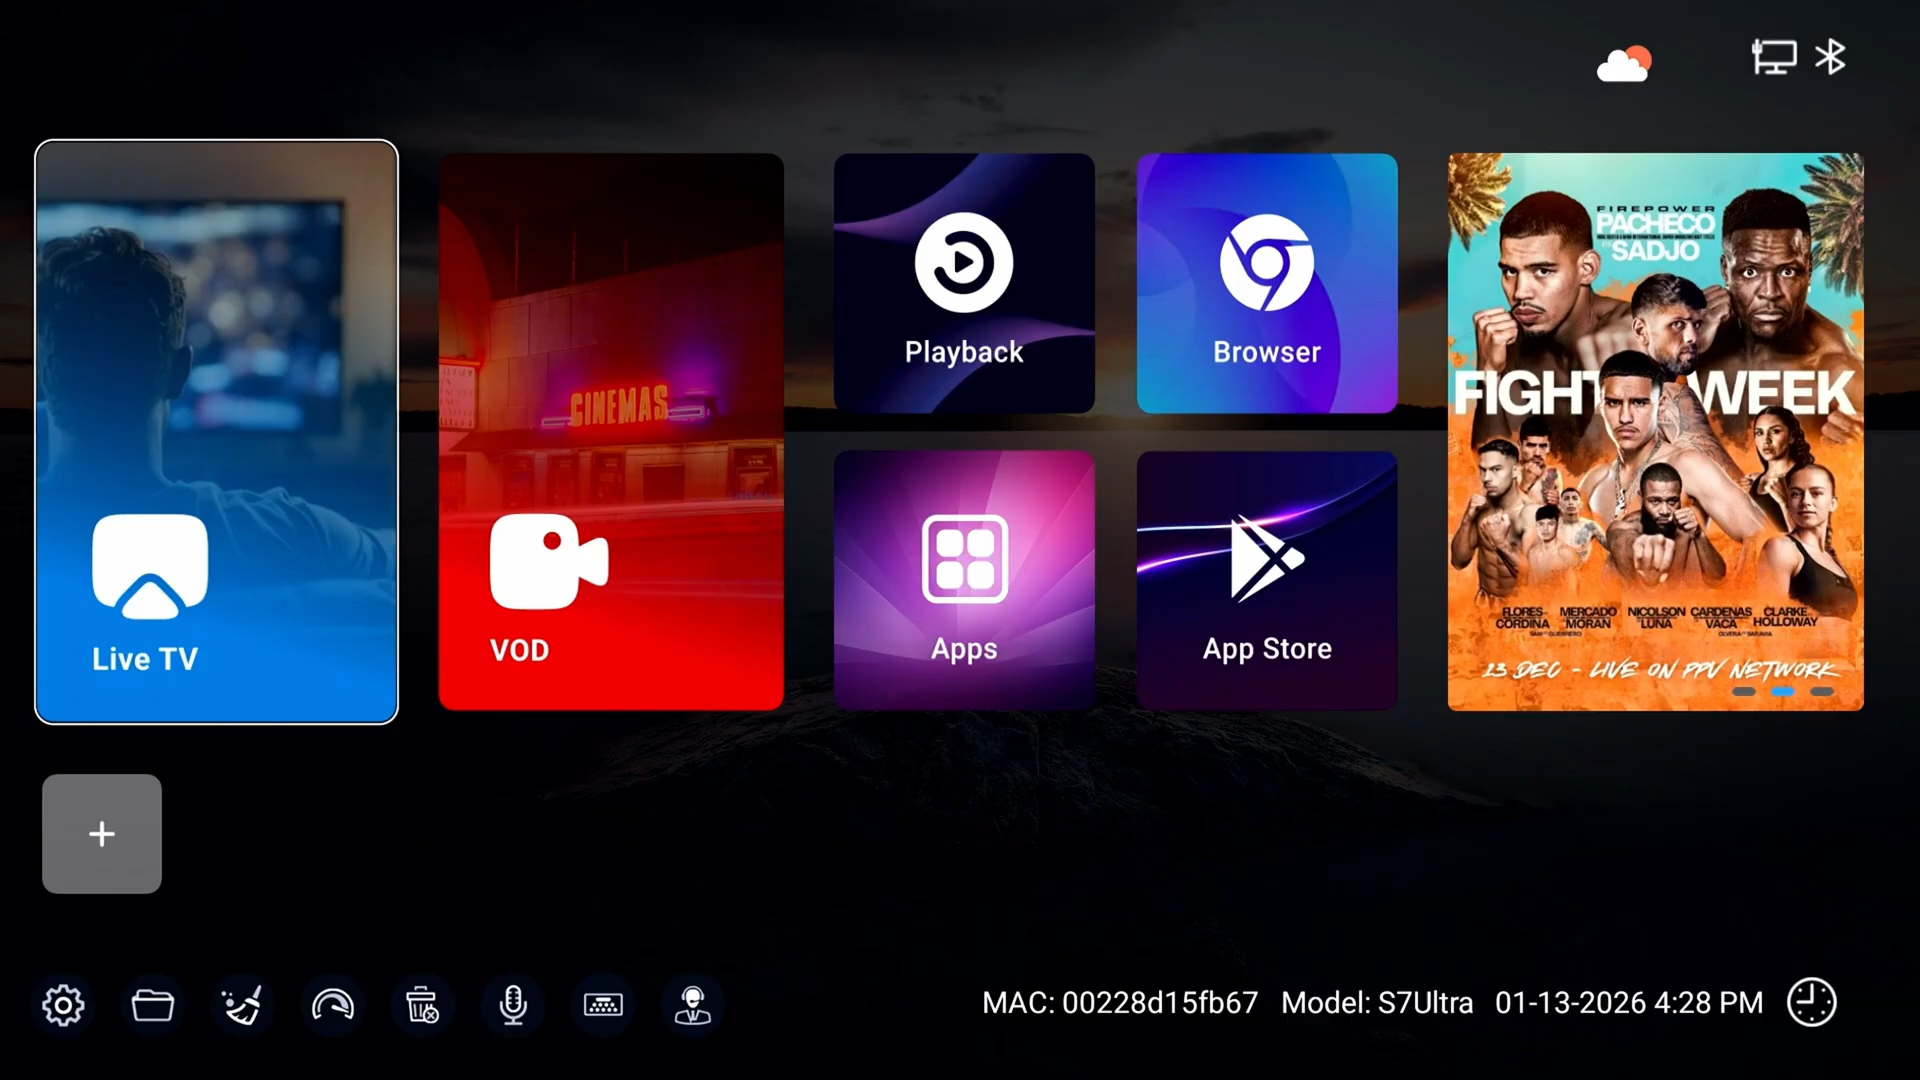 Live TV
CINEMAS
VOD
Playback
Browser
Apps
App Store
FIREPOWER
PACHECO
SADJO
FIGHT WEEK
FLORES MERCADO NICOLSON CARDENAS CLARKE
CORDINA MORAN LUNA VACA HOLLOWAY
13 DEC - LIVE ON PPV NETWORK
+
MAC: 00228d15fb67 Model: S7Ultra 01-13-2026 4:28 PM